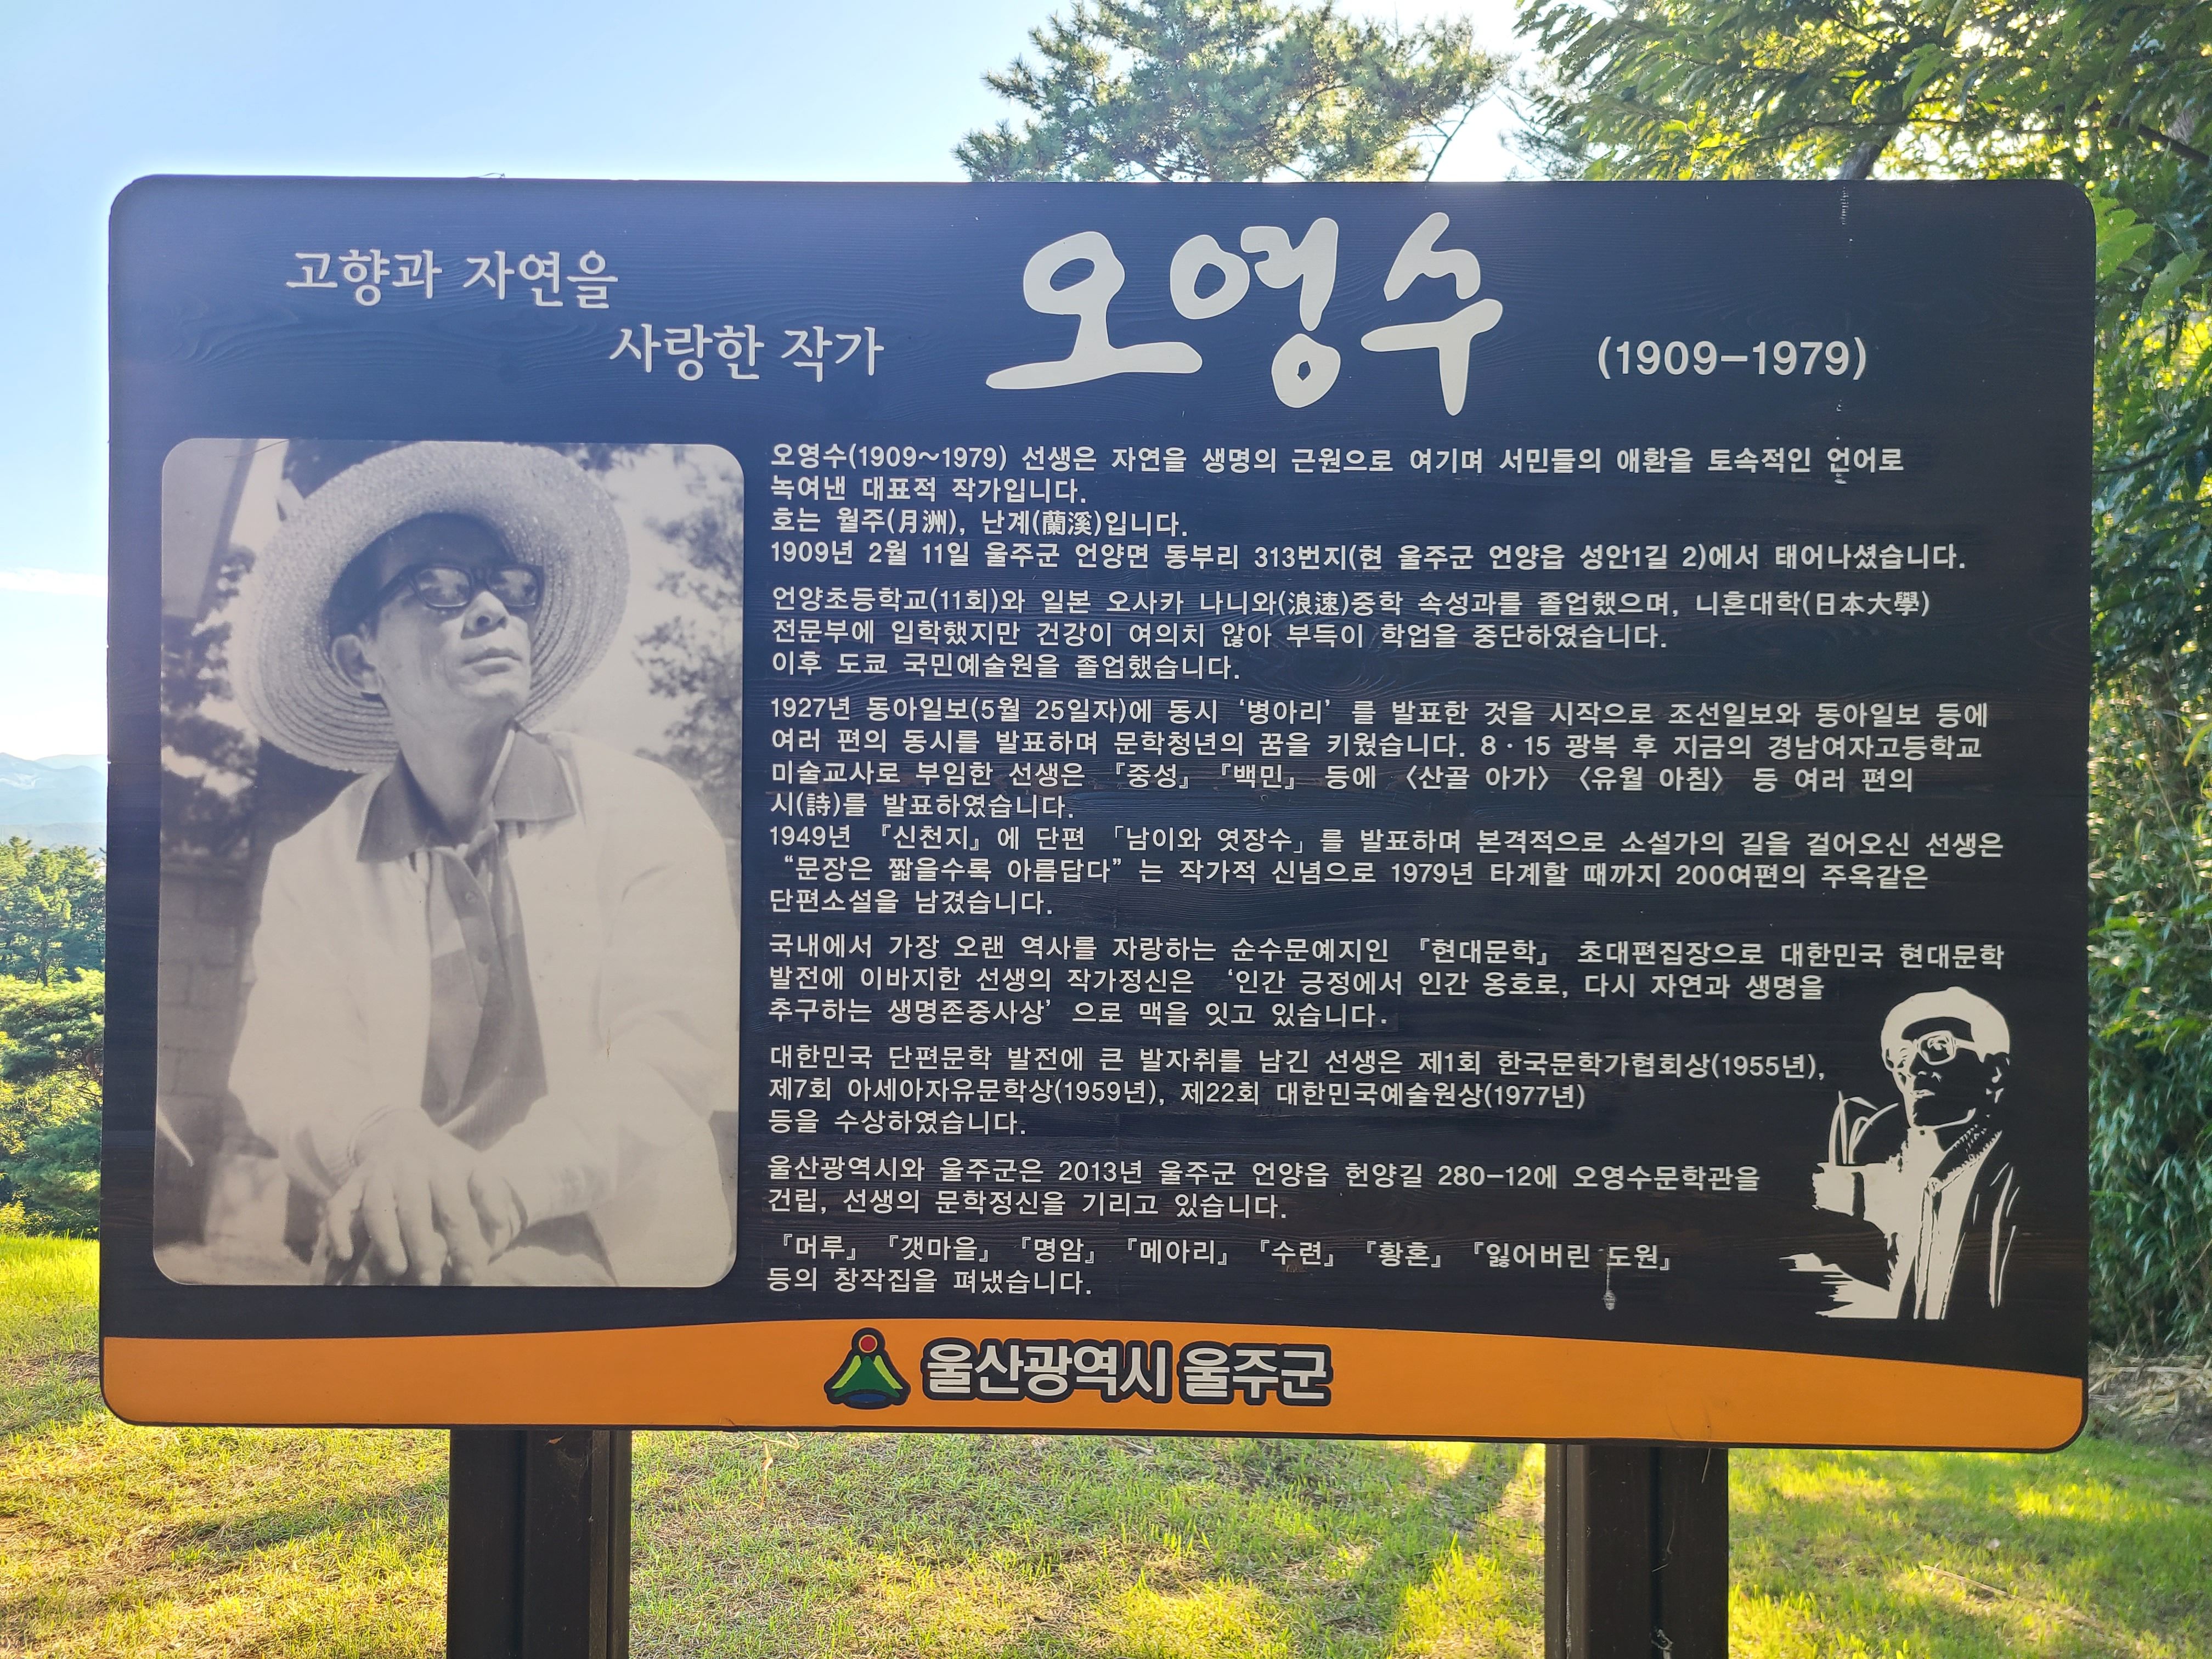 고향과 자연을
사랑한 작가
오영수
(1909-1979)
오영수(1909~1979) 선생은 자연을 생명의 근원으로 여기며 서민들의 애환을 토속적인 언어로
녹여낸 대표적 작가입니다.
호는 월주(月洲), 난계(蘭溪)입니다.
1909년 2월 11일 울주군 언양면 동부리 313번지(현 울주군 언양읍 성안1길 2)에서 태어나셨습니다.
언양초등학교(11회)와 일본 오사카 나니와(浪速)중학 속성과를 졸업했으며, 니혼대학(日本大學)
전문부에 입학했지만 건강이 여의치 않아 부득이 학업을 중단하였습니다.
이후 도쿄 국민예술원을 졸업했습니다.
1927년 동아일보(5월 25일자)에 동시 ‘병아리’를 발표한 것을 시작으로 조선일보와 동아일보 등에
여러 편의 동시를 발표하며 문학청년의 꿈을 키웠습니다. 8·15 광복 후 지금의 경남여자고등학교
미술교사로 부임한 선생은 『중성』 『백민』 등에 〈산골 아가〉 〈유월 아침〉 등 여러 편의
시(詩)를 발표하였습니다.
1949년 『신천지』에 단편 「남이와 엿장수」를 발표하며 본격적으로 소설가의 길을 걸어오신 선생은
“문장은 짧을수록 아름답다”는 작가적 신념으로 1979년 타계할 때까지 200여편의 주옥같은
단편소설을 남겼습니다.
국내에서 가장 오랜 역사를 자랑하는 순수문예지인 『현대문학』 초대편집장으로 대한민국 현대문학
발전에 이바지한 선생의 작가정신은 ‘인간 긍정에서 인간 옹호로, 다시 자연과 생명을
추구하는 생명존중사상’으로 맥을 잇고 있습니다.
대한민국 단편문학 발전에 큰 발자취를 남긴 선생은 제1회 한국문학가협회상(1955년),
제7회 아세아자유문학상(1959년), 제22회 대한민국예술원상(1977년)
등을 수상하였습니다.
울산광역시와 울주군은 2013년 울주군 언양읍 헌양길 280-12에 오영수문학관을
건립, 선생의 문학정신을 기리고 있습니다.
『머루』 『갯마을』 『명암』 『메아리』 『수련』 『황혼』 『잃어버린 도원』
등의 창작집을 펴냈습니다.
울산광역시 울주군